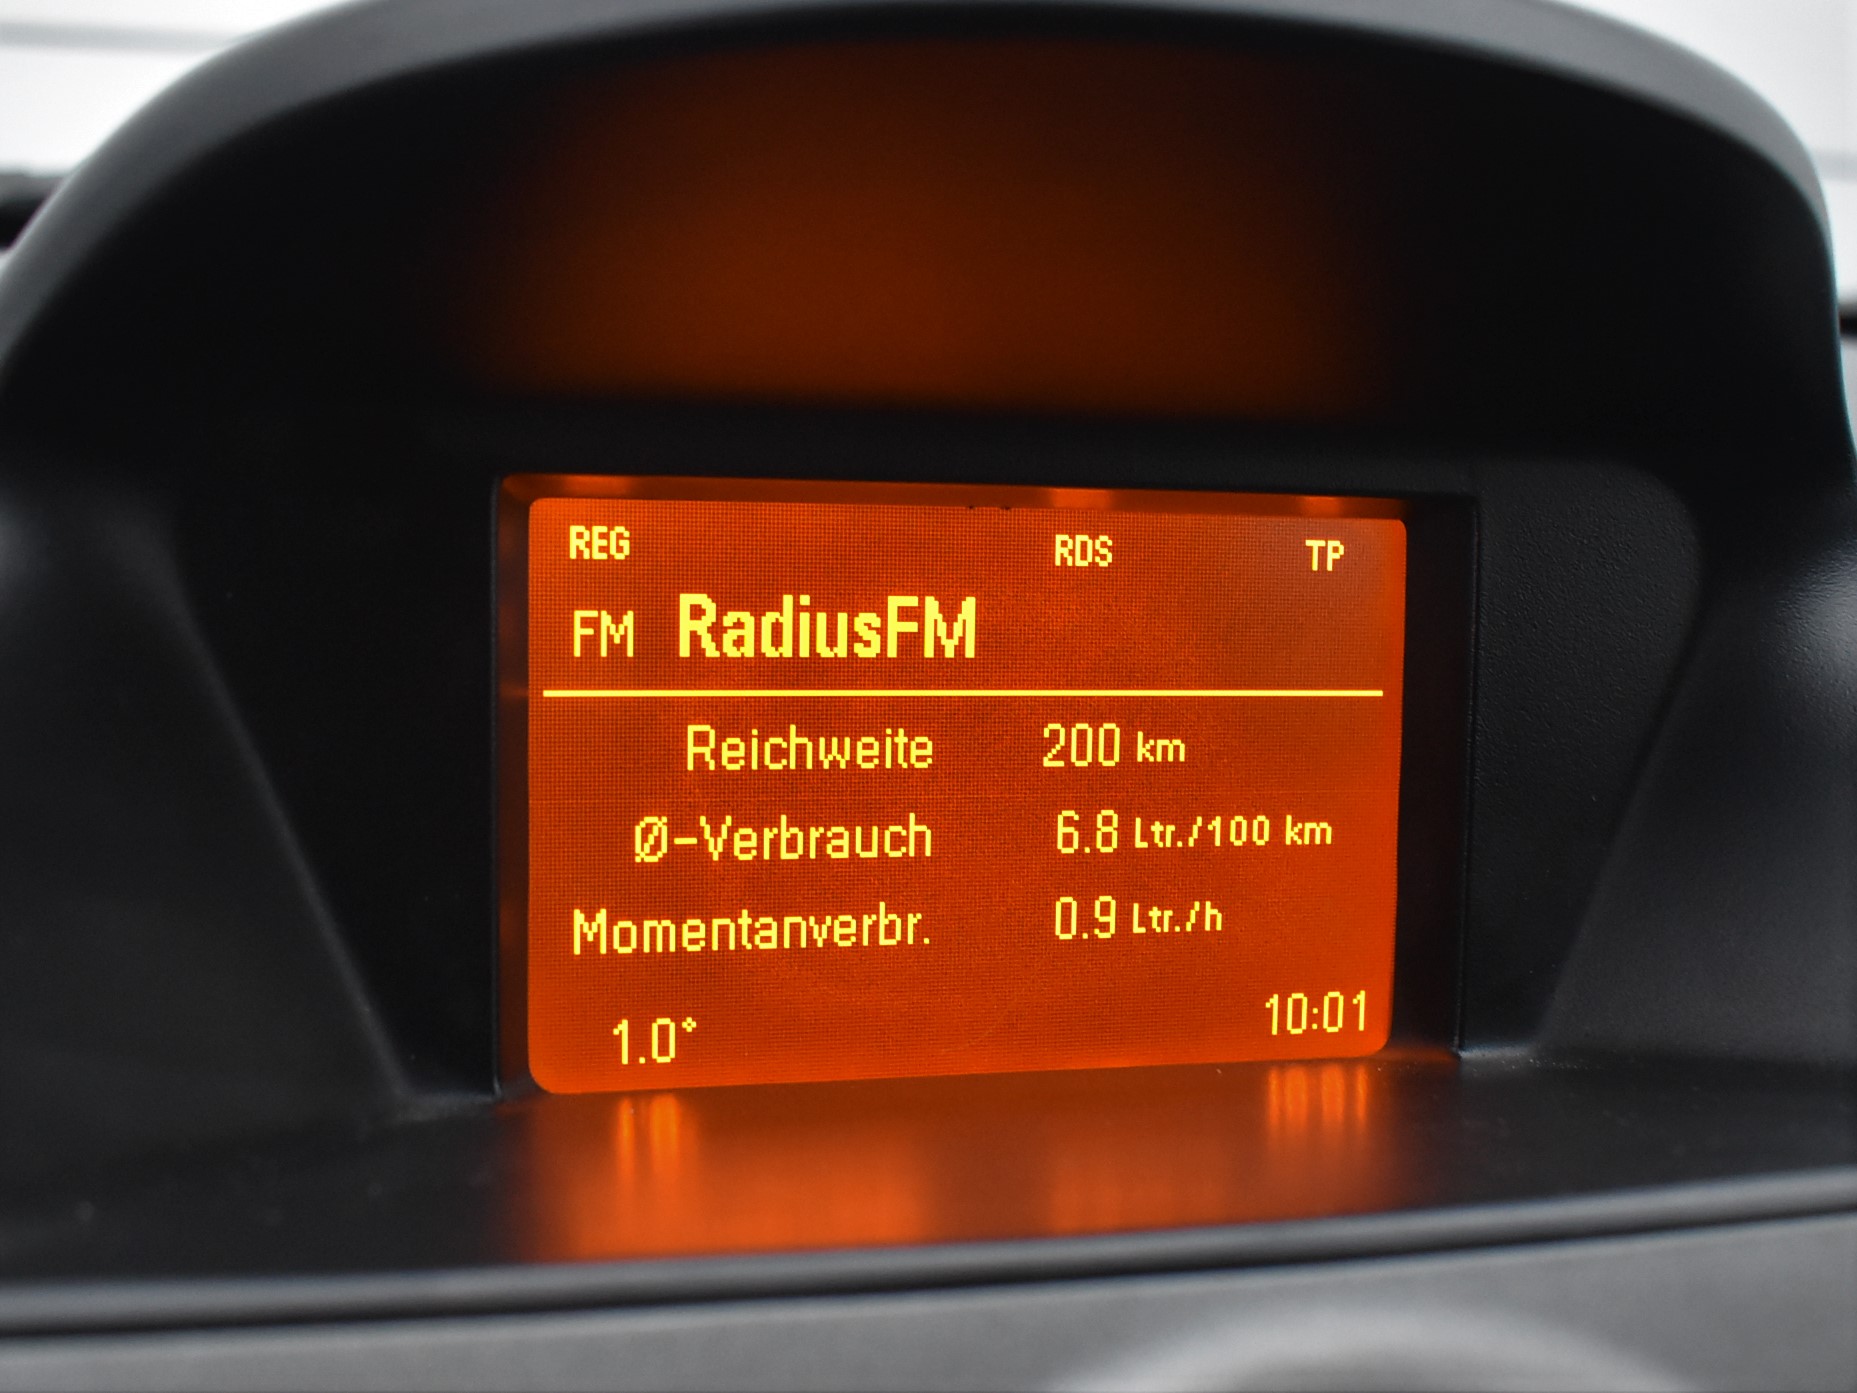 REG RDS TP
FM RadiusFM
Reichweite 200 km
Ø-Verbrauch 6.8 Ltr./100 km
Momentanverbr. 0.9 Ltr./h
1.0° 10:01